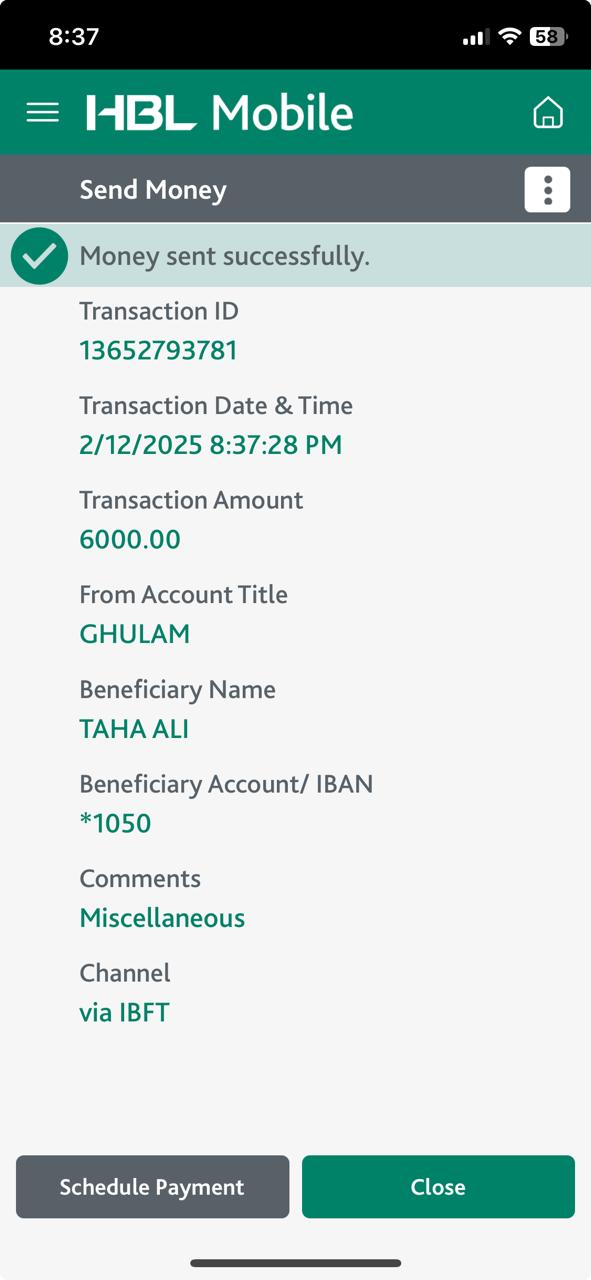 8:37
58
HBL Mobile
Send Money
Money sent successfully.
Transaction ID
13652793781
Transaction Date & Time
2/12/2025 8:37:28 PM
Transaction Amount
6000.00
From Account Title
GHULAM
Beneficiary Name
TAHA ALI
Beneficiary Account/ IBAN
*1050
Comments
Miscellaneous
Channel
via IBFT
Schedule Payment
Close